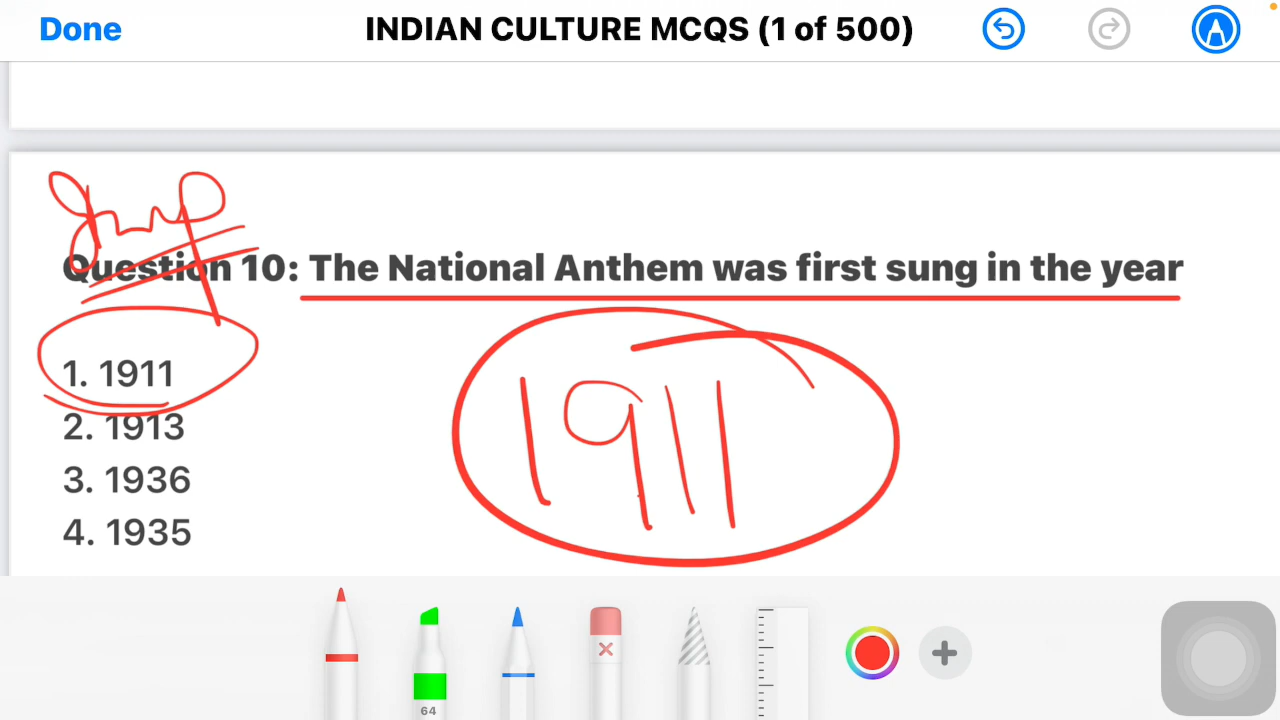 Done INDIAN CULTURE MCQS (1 of 500)
Imp
Question 10: The National Anthem was first sung in the year
1. 1911
2. 1913
3. 1936
4. 1935
1911
64